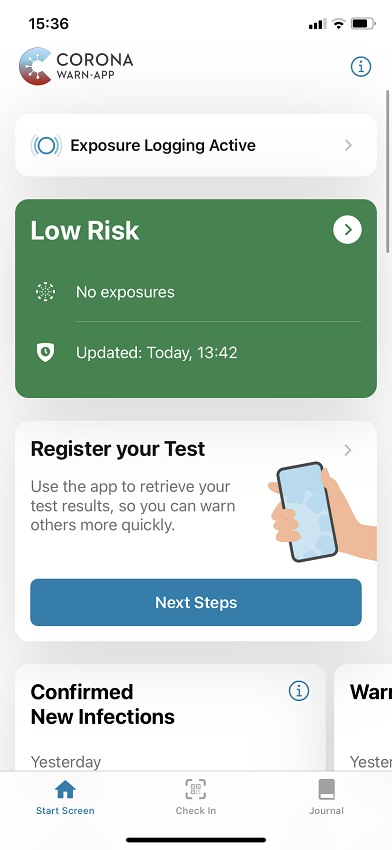 15:36
CORONA
WARN-APP
Exposure Logging Active
Low Risk
No exposures
Updated: Today, 13:42
Register your Test
Use the app to retrieve your
test results, so you can warn
others more quickly.
Next Steps
Confirmed
New Infections
Yesterday
Warn
Yester
Start Screen
Check In
Journal